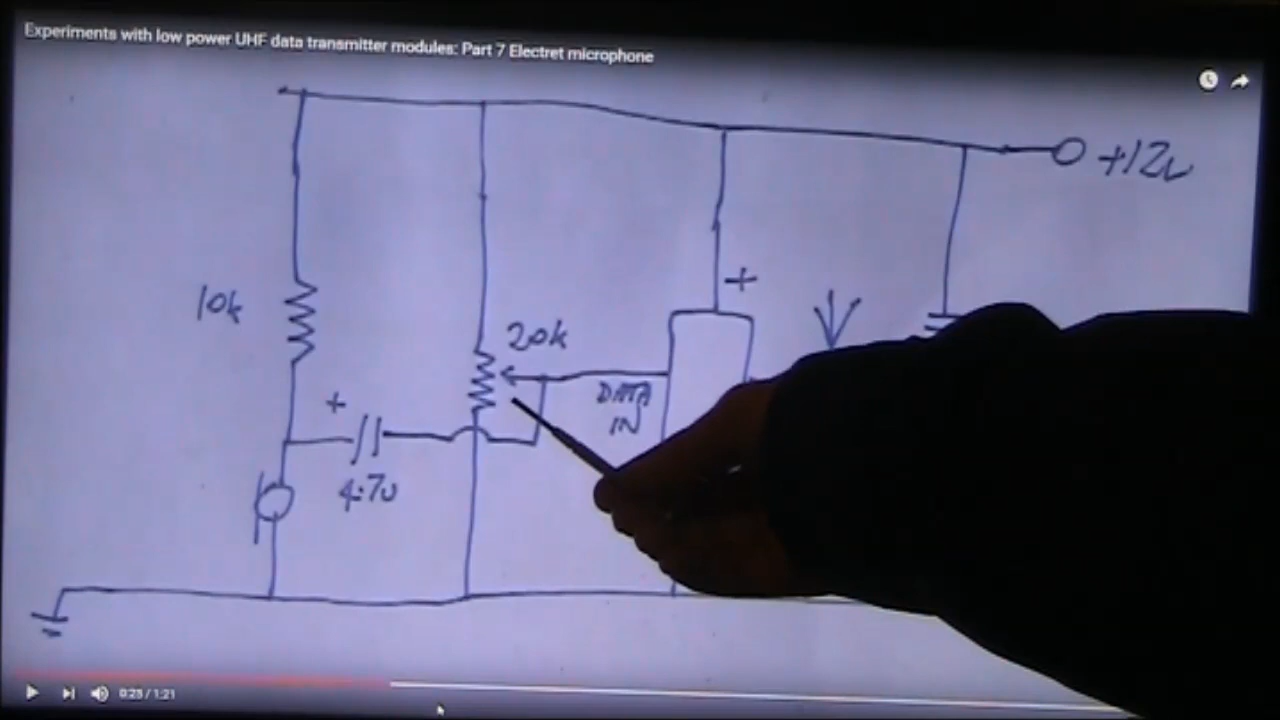 Experiments with low power UHF data transmitter modules: Part 7 Electret microphone
+12v
10k
+
20k
+
DATA
IN
4.7u
0:25 / 1:21